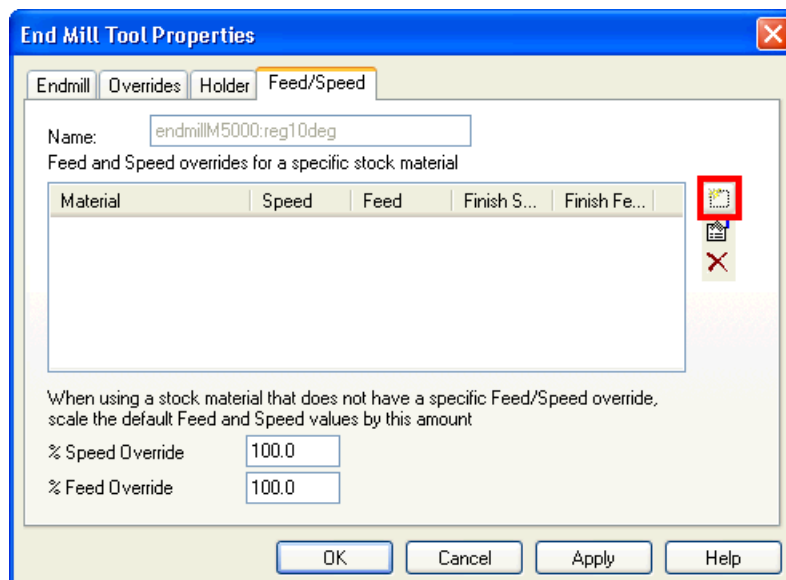 End Mill Tool Properties
Endmill Overrides Holder Feed/Speed
Name: endmillM5000:reg10deg
Feed and Speed overrides for a specific stock material
Material Speed Feed Finish S... Finish Fe...
When using a stock material that does not have a specific Feed/Speed override,
scale the default Feed and Speed values by this amount
% Speed Override 100.0
% Feed Override 100.0
OK Cancel Apply Help